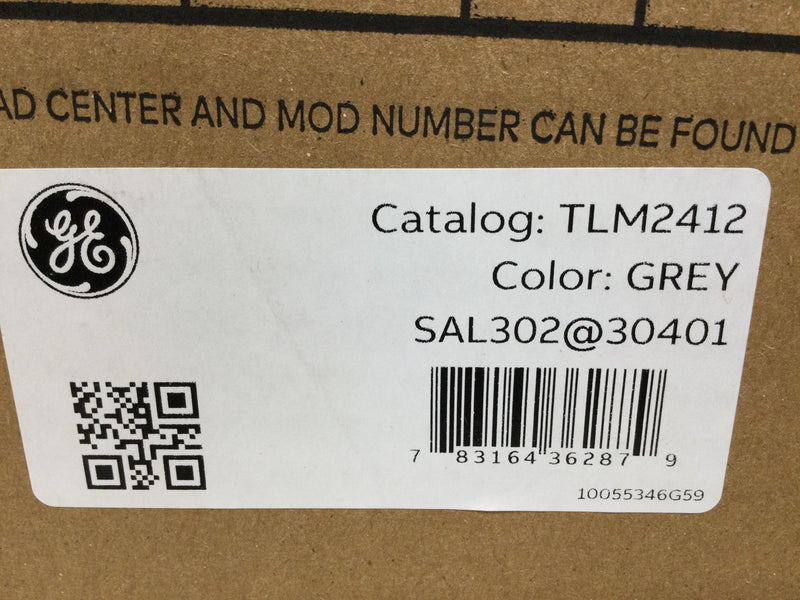 AD CENTER AND MOD NUMBER CAN BE FOUND
GE
Catalog: TLM2412
Color: GREY
SAL302@30401
7 83164 36287 9
10055346G59